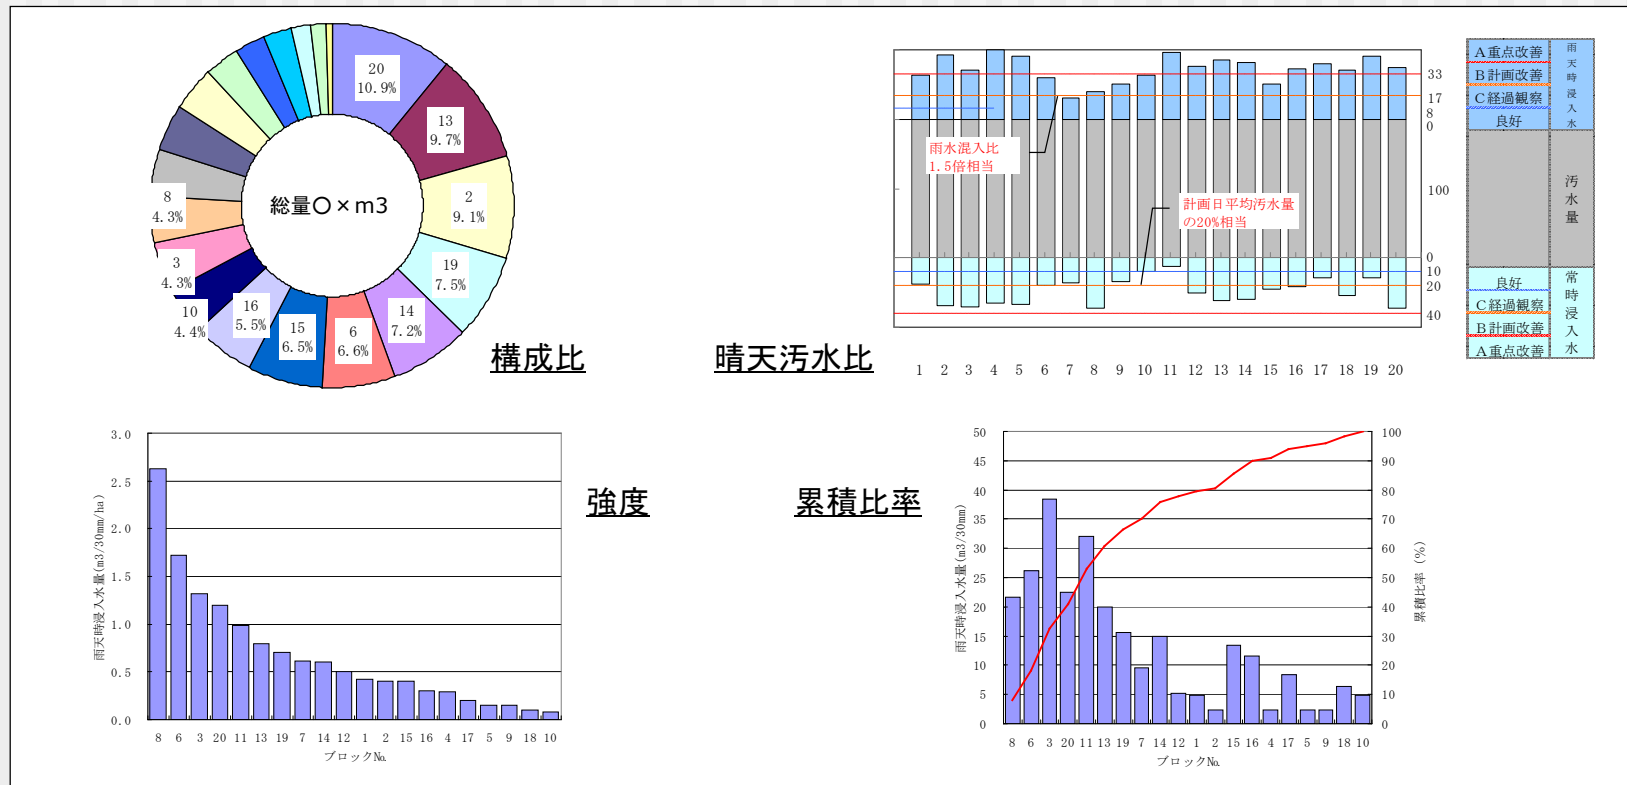 20
10.9%
13
9.7%
2
9.1%
19
7.5%
14
7.2%
6
6.6%
15
6.5%
16
5.5%
10
4.4%
3
4.3%
8
4.3%
総量〇×m3
構成比
晴天汚水比
雨水混入比
1.5倍相当
計画日平均汚水量
の20%相当
33
17
8
0
100
0
10
20
40
1 2 3 4 5 6 7 8 9 10 11 12 13 14 15 16 17 18 19 20
A重点改善
B計画改善
C経過観察
良好
雨天時浸入水
汚水量
良好
C経過観察
B計画改善
A重点改善
常時浸入水
強度
雨天時浸入水量(m3/30mm/ha)
3.0
2.5
2.0
1.5
1.0
0.5
0.0
8 6 3 20 11 13 19 7 14 12 1 2 15 16 4 17 5 9 18 10
ブロック№
累積比率
雨天時浸入水量(m3/30mm)
50
45
40
35
30
25
20
15
10
5
0
100
90
80
70
60
50
40
30
20
10
0
累積比率 (%)
8 6 3 20 11 13 19 7 14 12 1 2 15 16 4 17 5 9 18 10
ブロック№